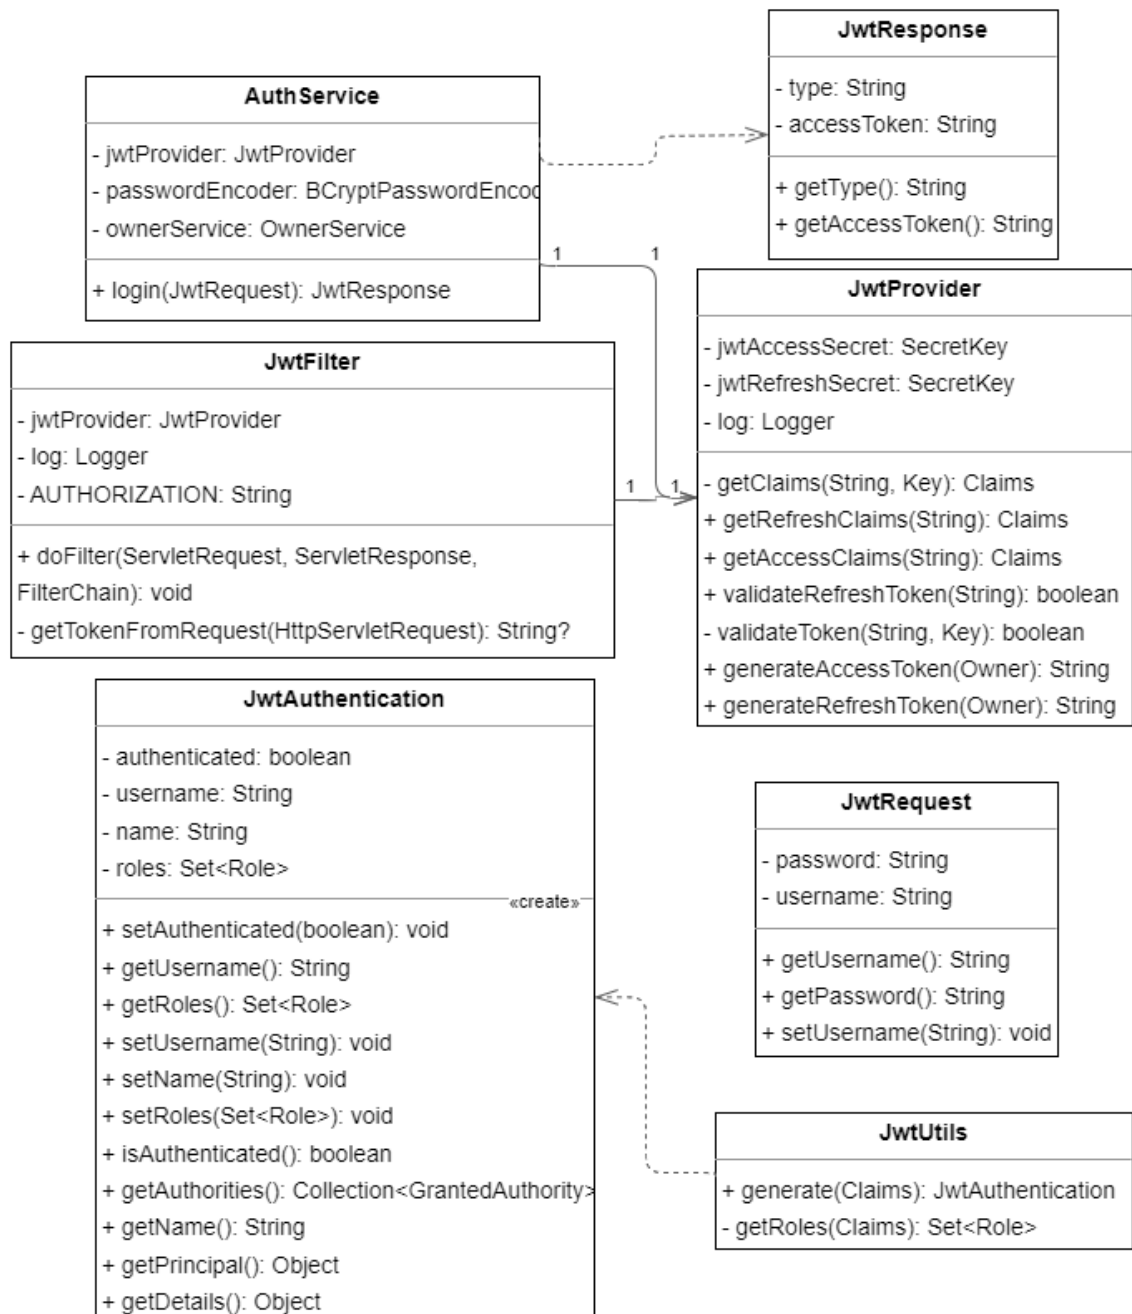 JwtResponse
- type: String
- accessToken: String
+ getType(): String
+ getAccessToken(): String
AuthService
- jwtProvider: JwtProvider
- passwordEncoder: BCryptPasswordEncod
- ownerService: OwnerService
+ login(JwtRequest): JwtResponse
1
1
JwtProvider
- jwtAccessSecret: SecretKey
- jwtRefreshSecret: SecretKey
- log: Logger
- getClaims(String, Key): Claims
+ getRefreshClaims(String): Claims
+ getAccessClaims(String): Claims
+ validateRefreshToken(String): boolean
- validateToken(String, Key): boolean
+ generateAccessToken(Owner): String
+ generateRefreshToken(Owner): String
JwtFilter
- jwtProvider: JwtProvider
- log: Logger
- AUTHORIZATION: String
+ doFilter(ServletRequest, ServletResponse,
FilterChain): void
- getTokenFromRequest(HttpServletRequest): String?
1
1
JwtAuthentication
- authenticated: boolean
- username: String
- name: String
- roles: Set<Role>
«create»
+ setAuthenticated(boolean): void
+ getUsername(): String
+ getRoles(): Set<Role>
+ setUsername(String): void
+ setName(String): void
+ setRoles(Set<Role>): void
+ isAuthenticated(): boolean
+ getAuthorities(): Collection<GrantedAuthority>
+ getName(): String
+ getPrincipal(): Object
+ getDetails(): Object
JwtRequest
- password: String
- username: String
+ getUsername(): String
+ getPassword(): String
+ setUsername(String): void
JwtUtils
+ generate(Claims): JwtAuthentication
- getRoles(Claims): Set<Role>